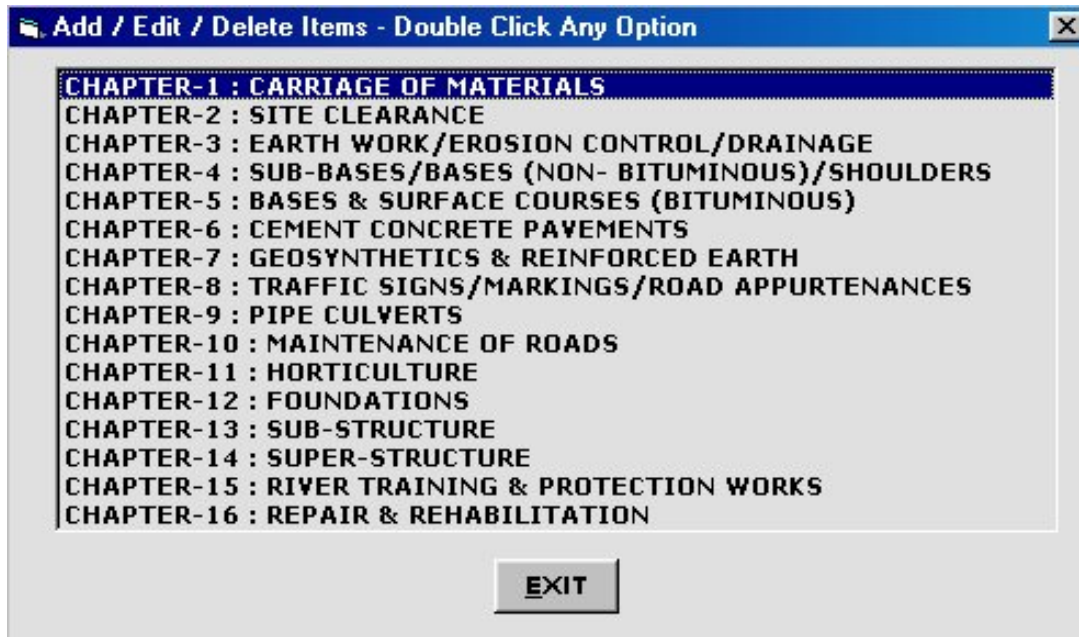 Add / Edit / Delete Items - Double Click Any Option
CHAPTER-1 : CARRIAGE OF MATERIALS
CHAPTER-2 : SITE CLEARANCE
CHAPTER-3 : EARTH WORK/EROSION CONTROL/DRAINAGE
CHAPTER-4 : SUB-BASES/BASES (NON- BITUMINOUS)/SHOULDERS
CHAPTER-5 : BASES & SURFACE COURSES (BITUMINOUS)
CHAPTER-6 : CEMENT CONCRETE PAVEMENTS
CHAPTER-7 : GEOSYNTHETICS & REINFORCED EARTH
CHAPTER-8 : TRAFFIC SIGNS/MARKINGS/ROAD APPURTENANCES
CHAPTER-9 : PIPE CULVERTS
CHAPTER-10 : MAINTENANCE OF ROADS
CHAPTER-11 : HORTICULTURE
CHAPTER-12 : FOUNDATIONS
CHAPTER-13 : SUB-STRUCTURE
CHAPTER-14 : SUPER-STRUCTURE
CHAPTER-15 : RIVER TRAINING & PROTECTION WORKS
CHAPTER-16 : REPAIR & REHABILITATION
EXIT